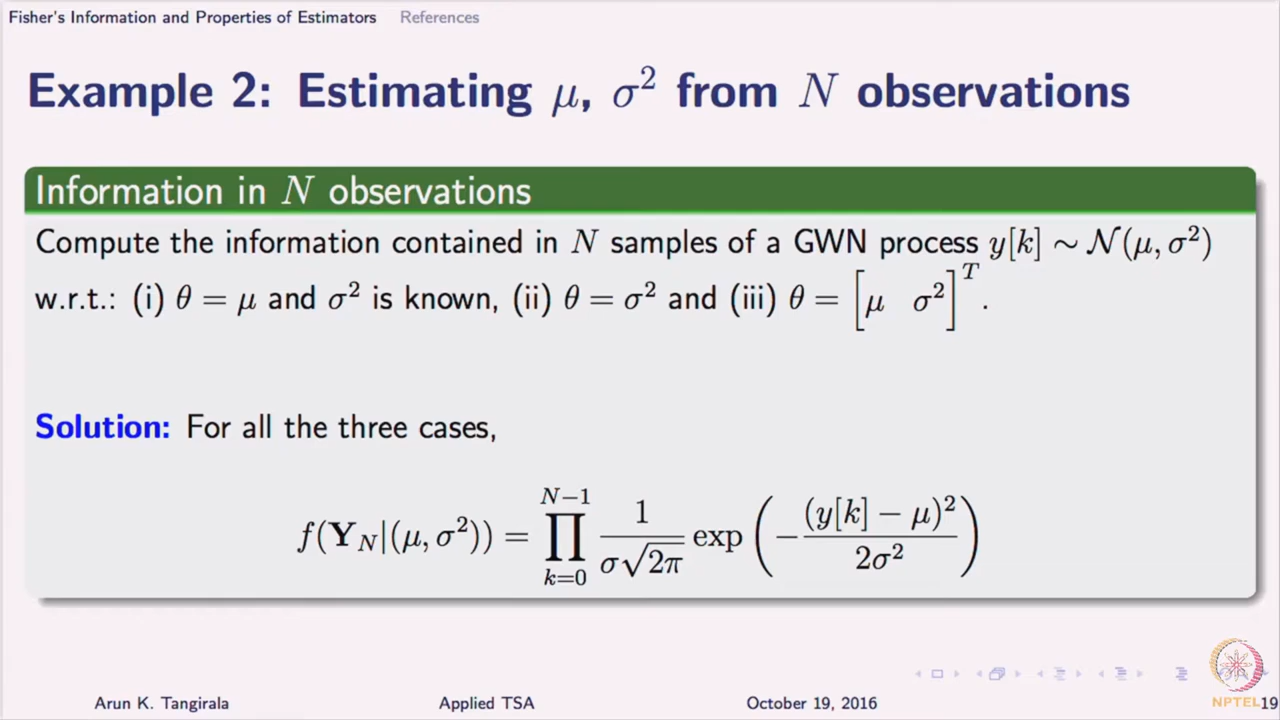 Fisher's Information and Properties of Estimators References
Example 2: Estimating μ, σ² from N observations
Information in N observations
Compute the information contained in N samples of a GWN process y[k] ∼ 𝒩(μ, σ²)
w.r.t.: (i) θ = μ and σ² is known, (ii) θ = σ² and (iii) θ = [μ σ²]^T.
Solution: For all the three cases,
f(Y_N|(μ, σ²)) = ∏_{k=0}^{N−1} \frac{1}{σ√{2π}} exp(−\frac{(y[k] − μ)²}{2σ²})
NPTEL
Arun K. Tangirala Applied TSA October 19, 2016 19